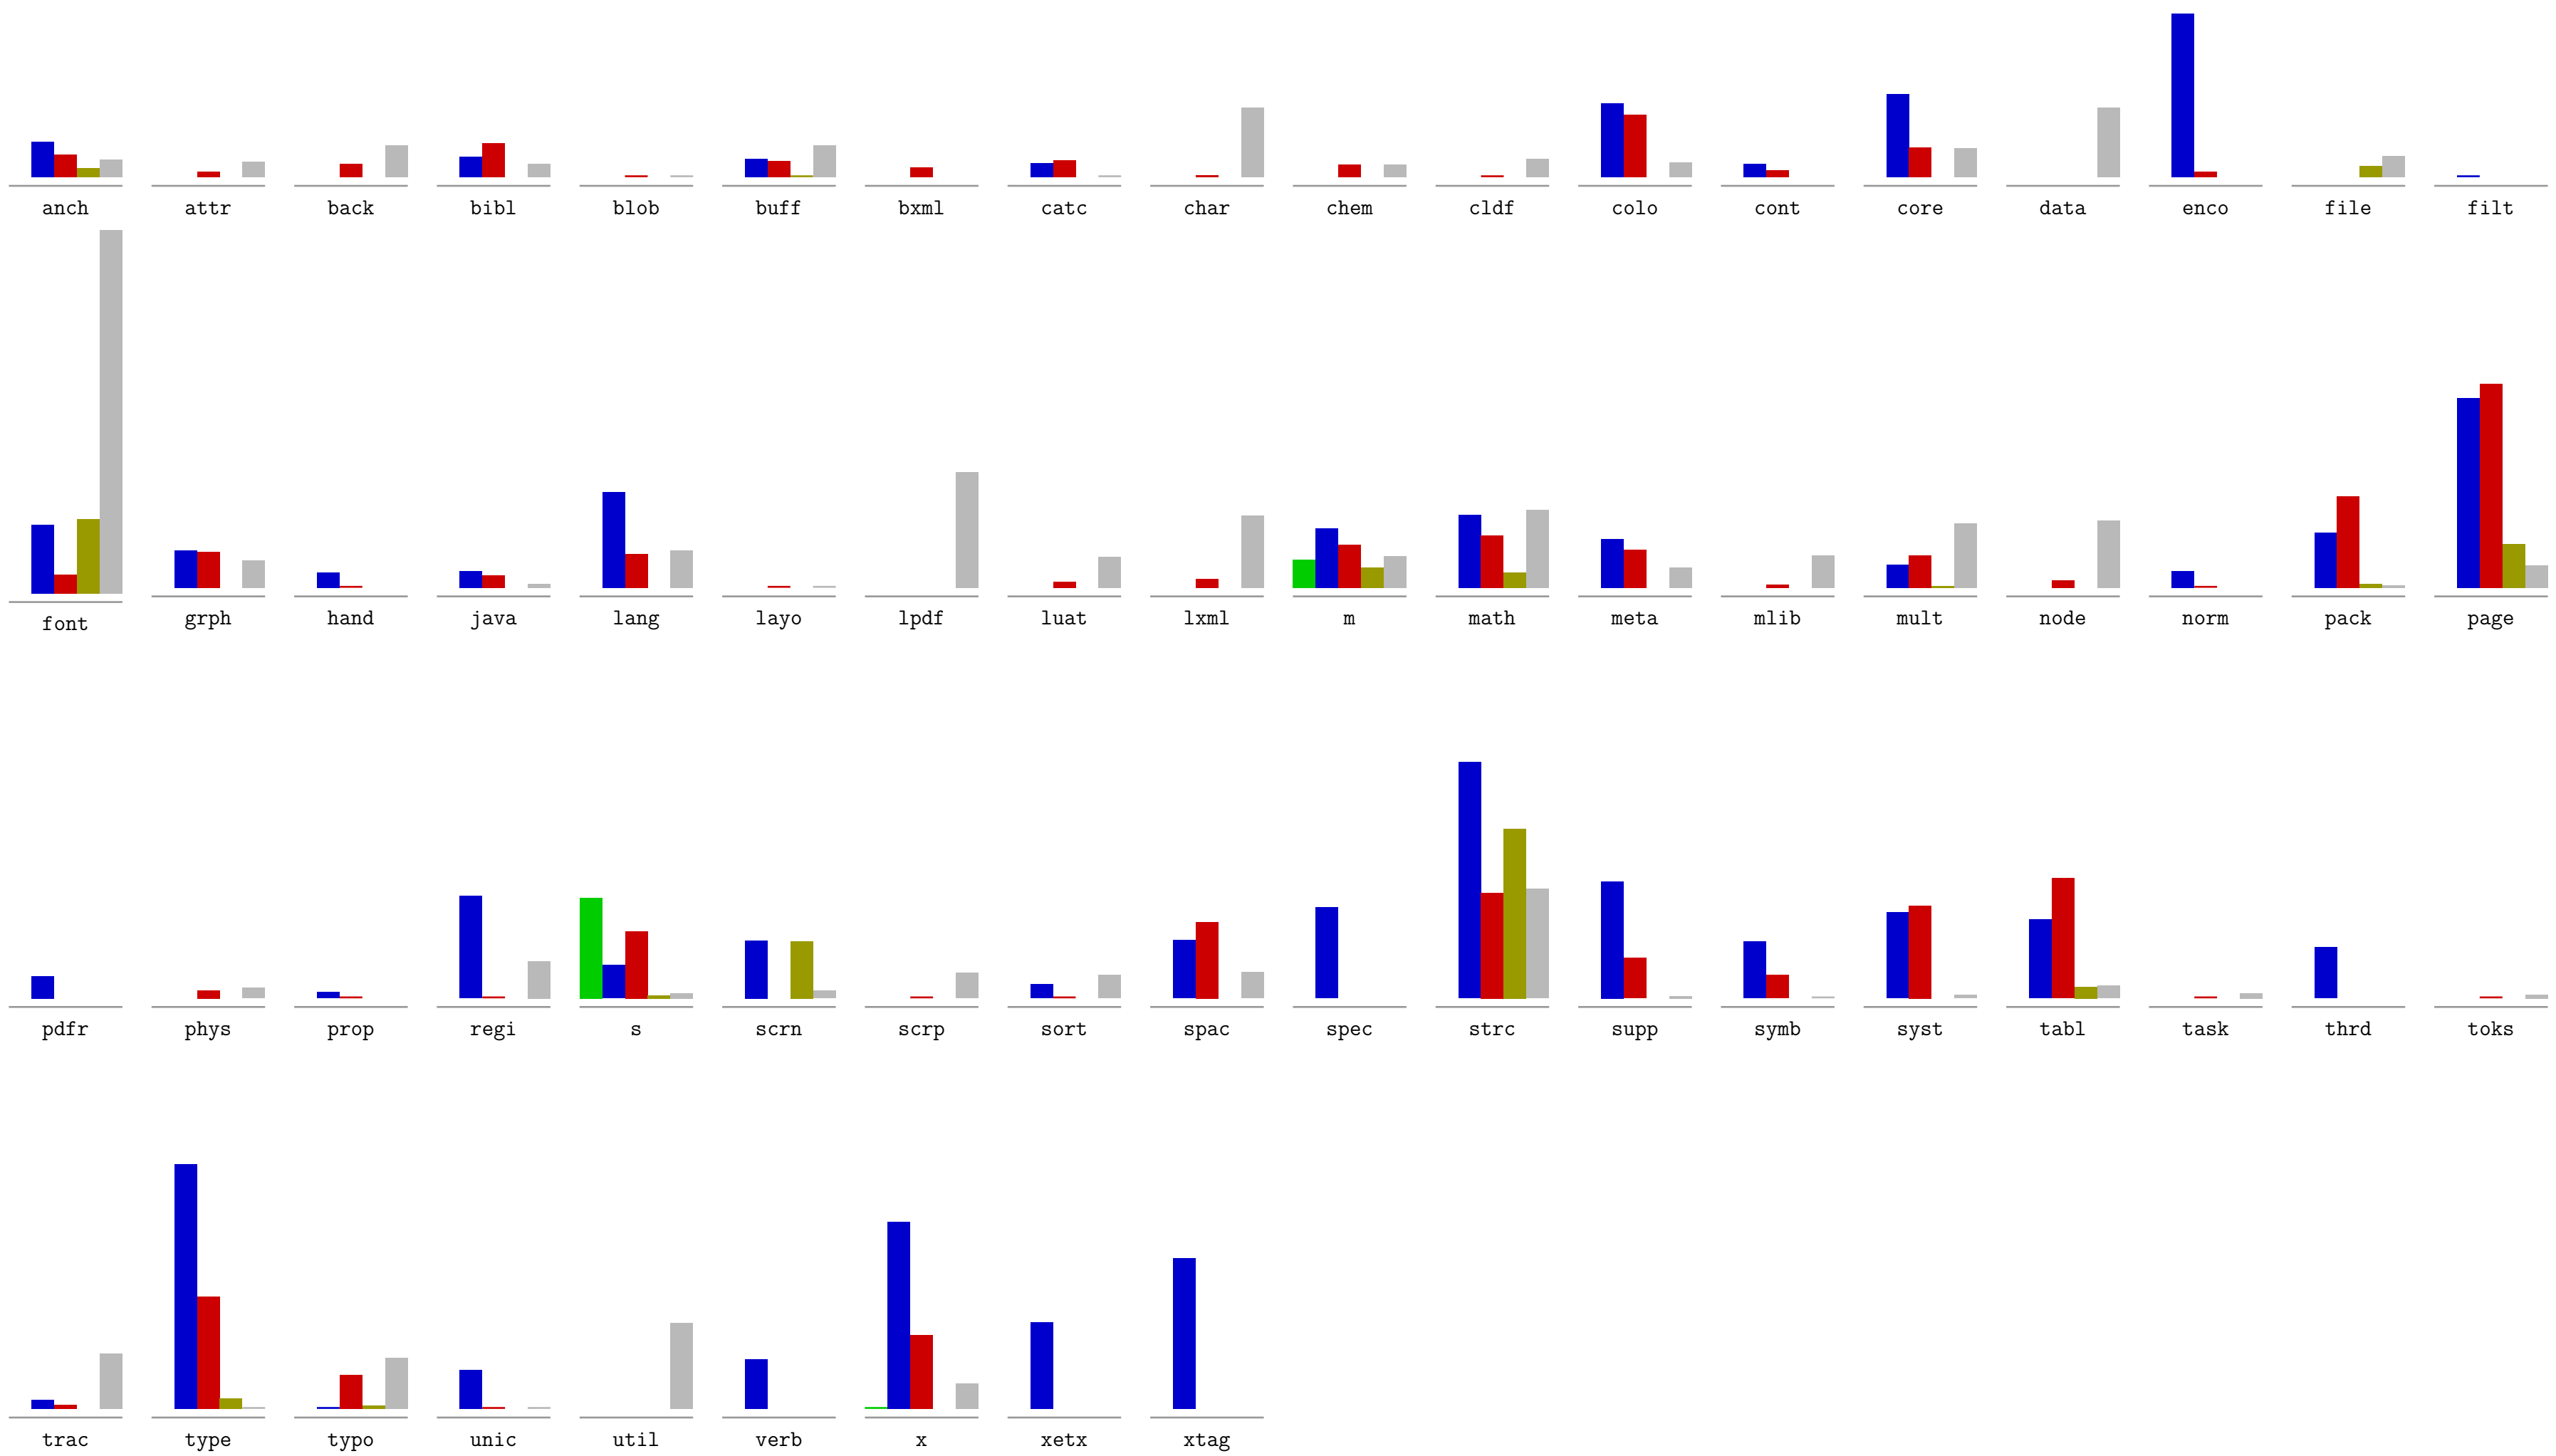 anch attr back bibl blob buff bxml catc char chem cldf colo cont core data enco file filt
font grph hand java lang layo lpdf luat lxml m math meta mlib mult node norm pack page
pdfr phys prop regi s scrn scrp sort spac spec strc supp symb syst tabl task thrd toks
trac type typo unic util verb x xetx xtag